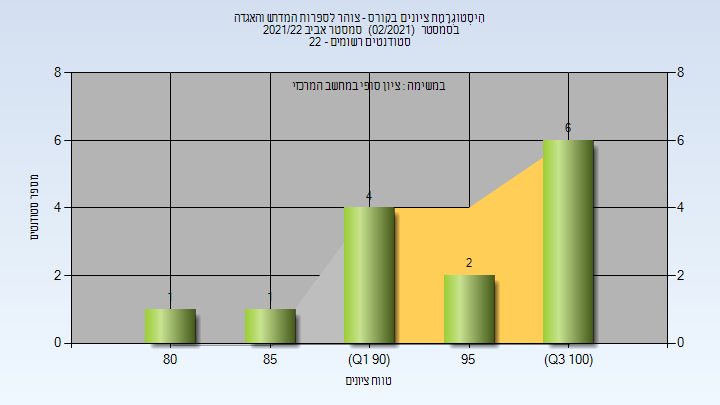 היסטוגרמת ציונים בקורס - צוהר לספרות המדרש והאגדה
בסמסטר (02/2021) סמסטר אביב 2021/22
סטודנטים רשומים - 22
במשימה : ציון סופי במחשב המרכזי
8
8
6
6
4
4
2
2
0
0
1
1
4
2
6
80
85
(Q1 90)
95
(Q3 100)
מספר סטודנטים
טווח ציונים